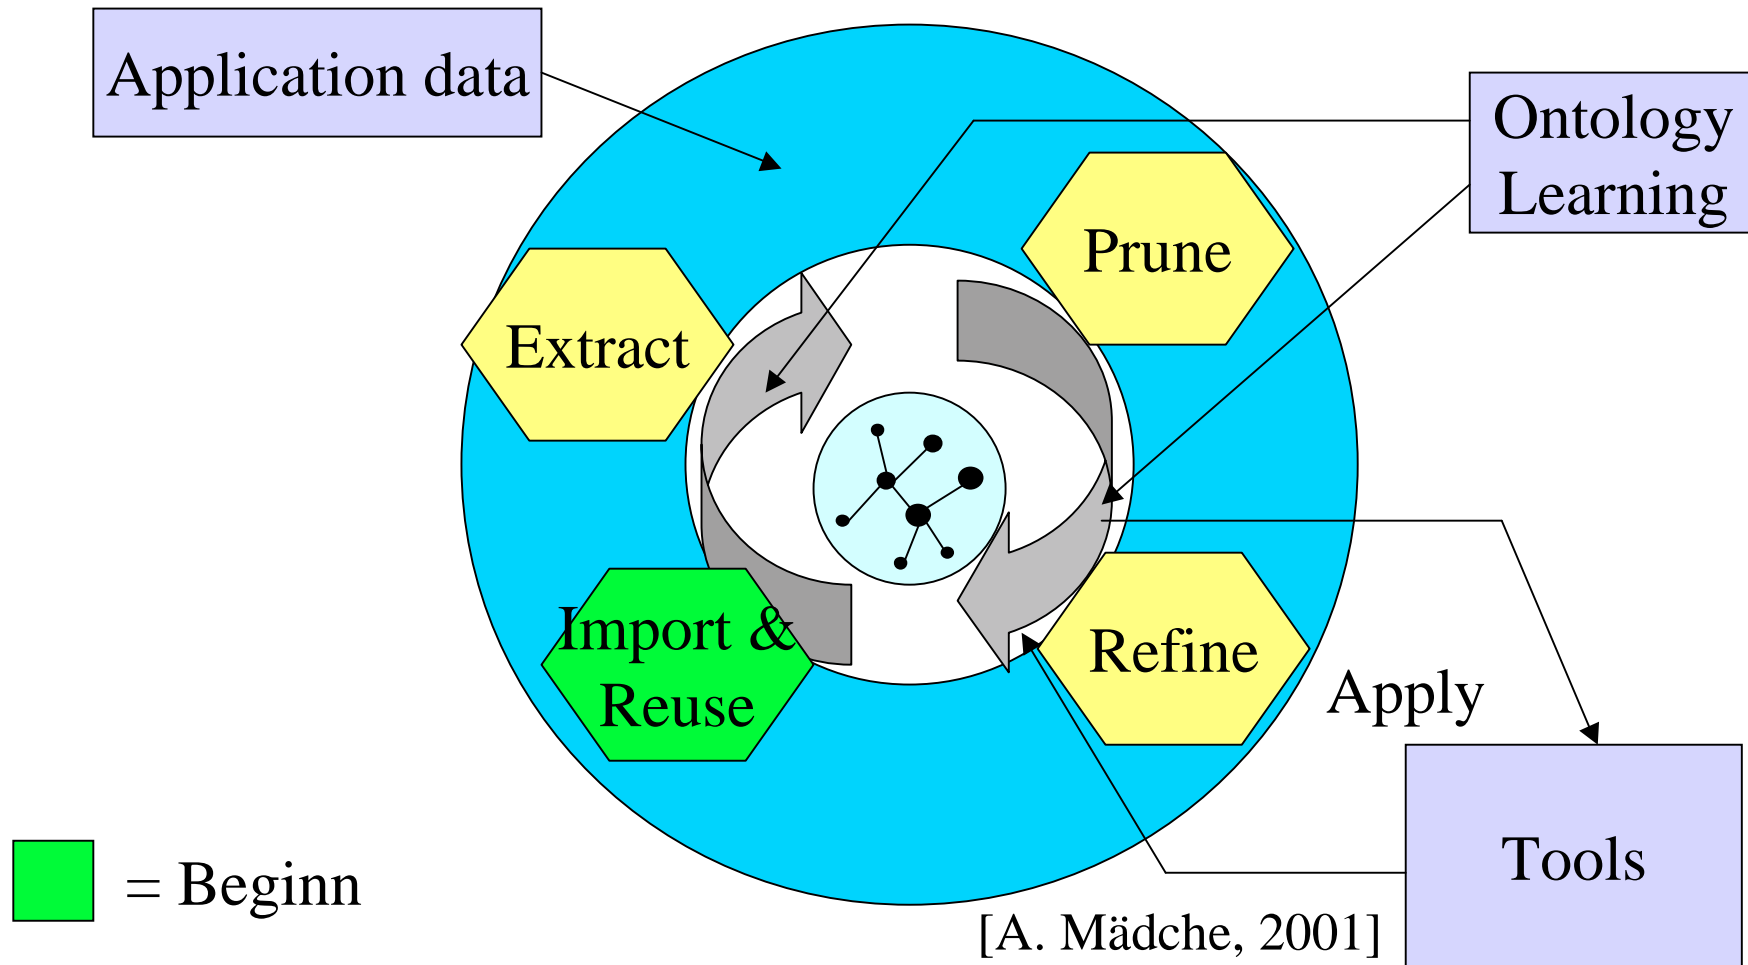 Application data
Ontology
Learning
Prune
Extract
Import &
Reuse
Refine
Apply
Tools
= Beginn
[A. Mädche, 2001]